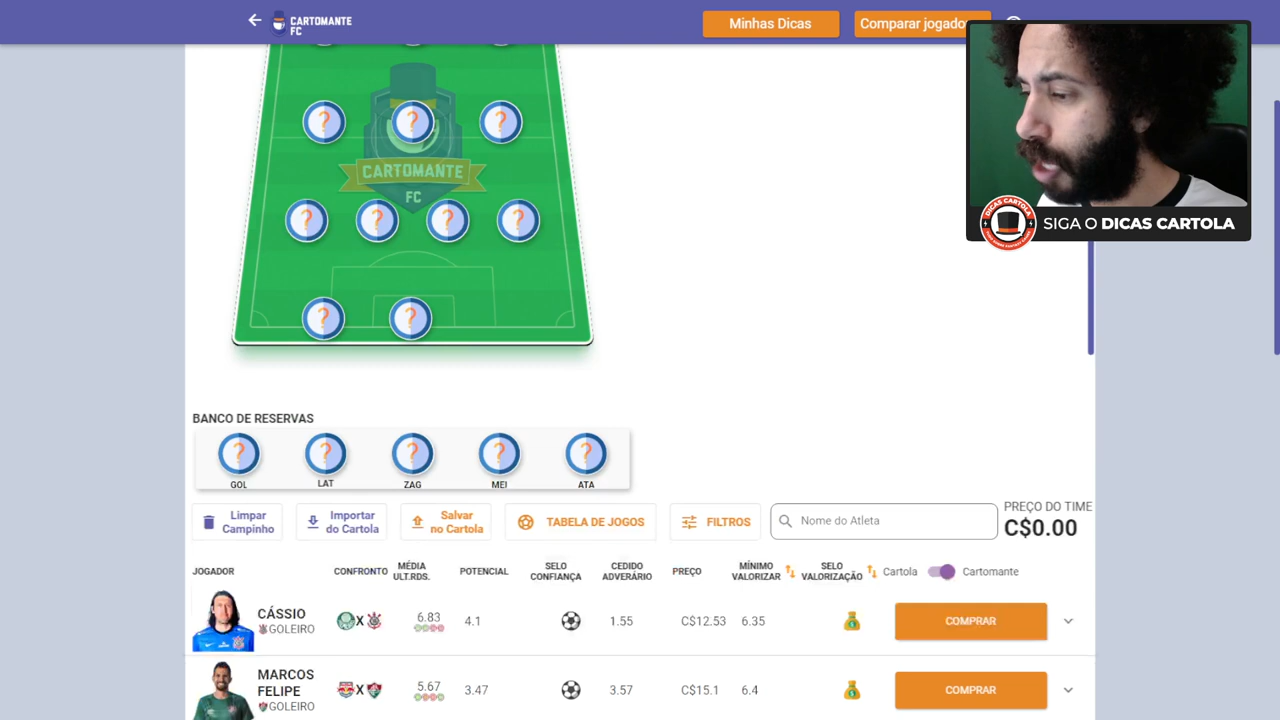 CARTOMANTE
FC
Minhas Dicas
Comparar jogado
CARTOMANTE
FC
DICAS CARTOLA
SIGA O DICAS CARTOLA
BANCO DE RESERVAS
GOL
LAT
ZAG
MEI
ATA
Limpar
Campinho
Importar
do Cartola
Salvar
no Cartola
TABELA DE JOGOS
FILTROS
Nome do Atleta
PREÇO DO TIME
C$0.00
JOGADOR
CONFRONTO
MÉDIA
ULT.RDS.
POTENCIAL
SELO
CONFIANÇA
CEDIDO
ADVERÁRIO
PREÇO
MÍNIMO
VALORIZAR
SELO
VALORIZAÇÃO
Cartola
Cartomante
CÁSSIO
GOLEIRO
X
6.83
4.1
1.55
C$12.53
6.35
COMPRAR
MARCOS
FELIPE
GOLEIRO
X
5.67
3.47
3.57
C$15.1
6.4
COMPRAR